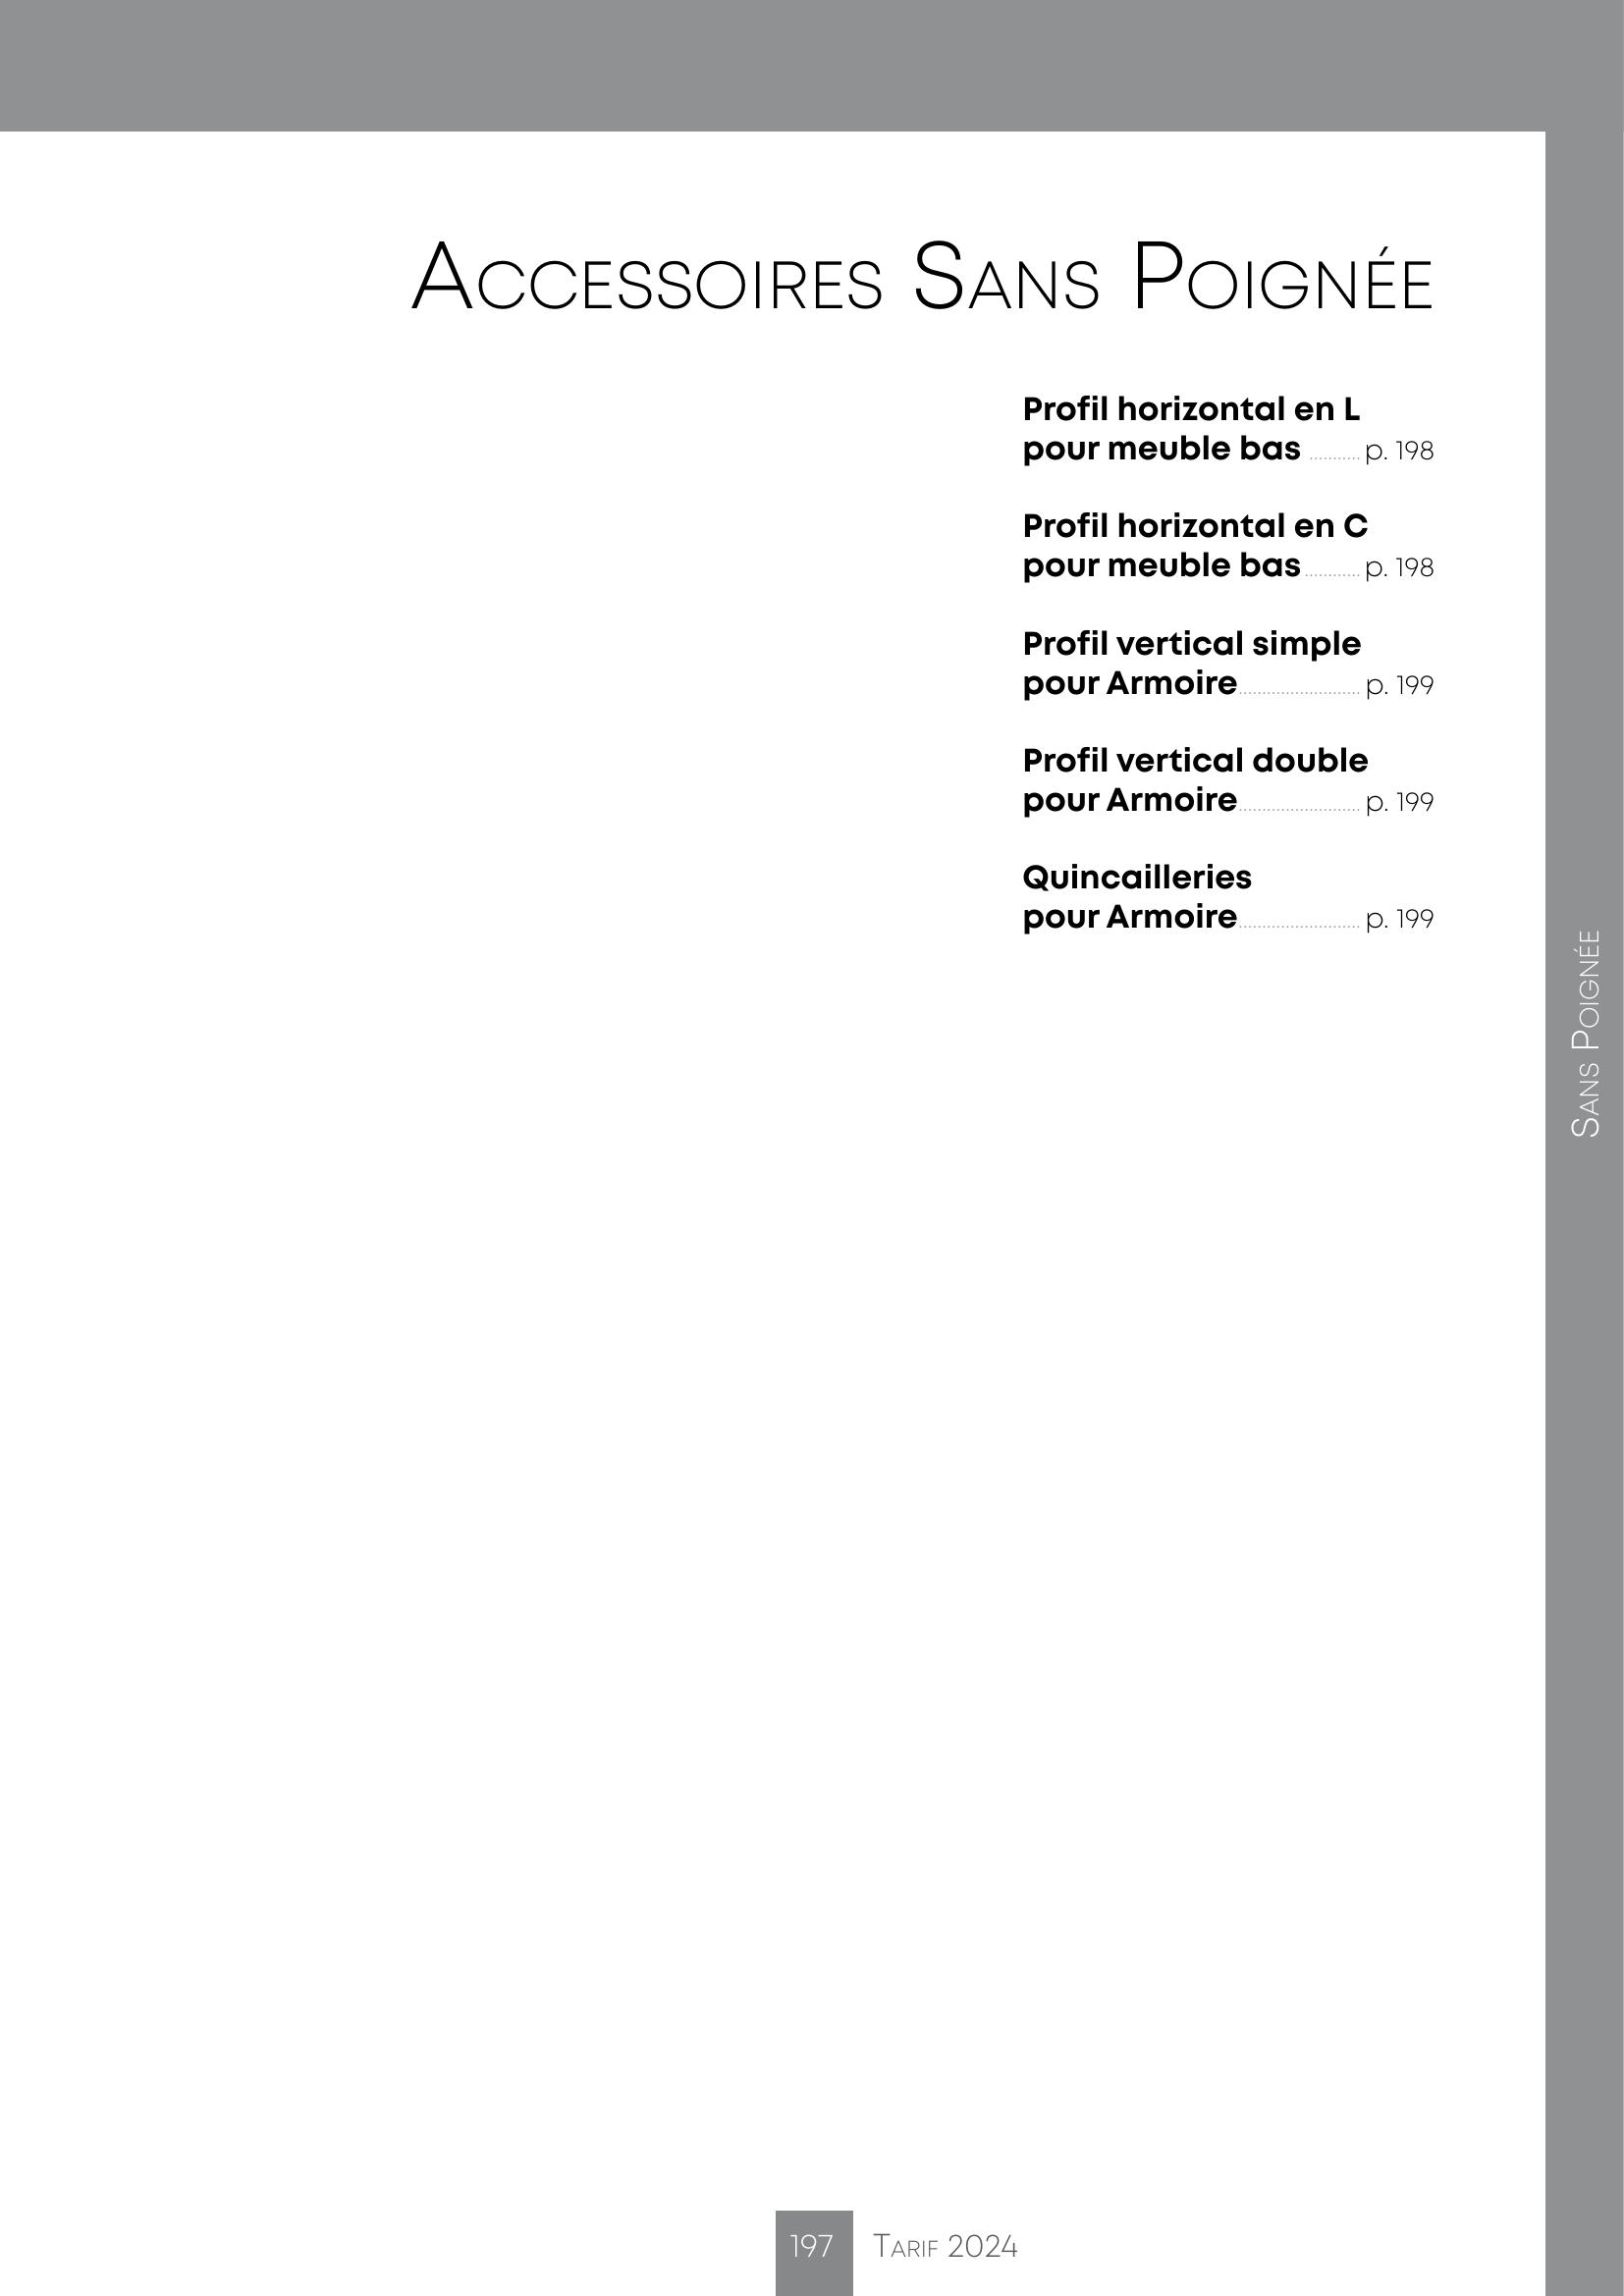 Accessoires Sans Poignée
Profil horizontal en L
pour meuble bas .......... p. 198
Profil horizontal en C
pour meuble bas ........... p. 198
Profil vertical simple
pour Armoire ......................... p. 199
Profil vertical double
pour Armoire ......................... p. 199
Quincailleries
pour Armoire ......................... p. 199
Sans Poignée
197 Tarif 2024